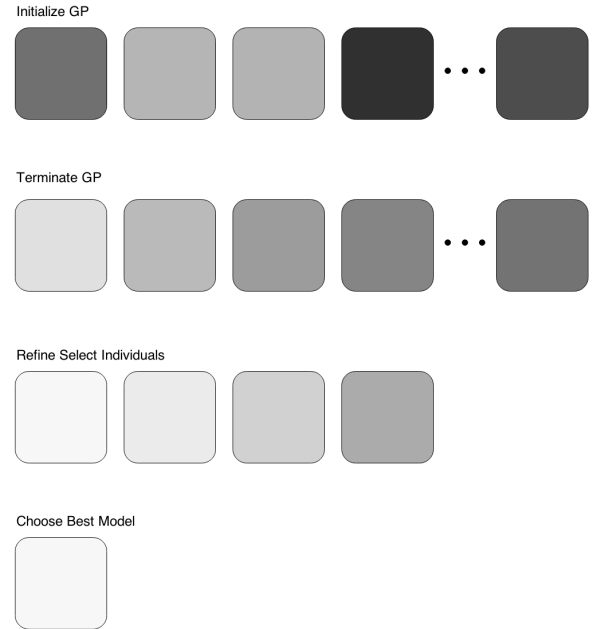 Initialize GP
Terminate GP
Refine Select Individuals
Choose Best Model